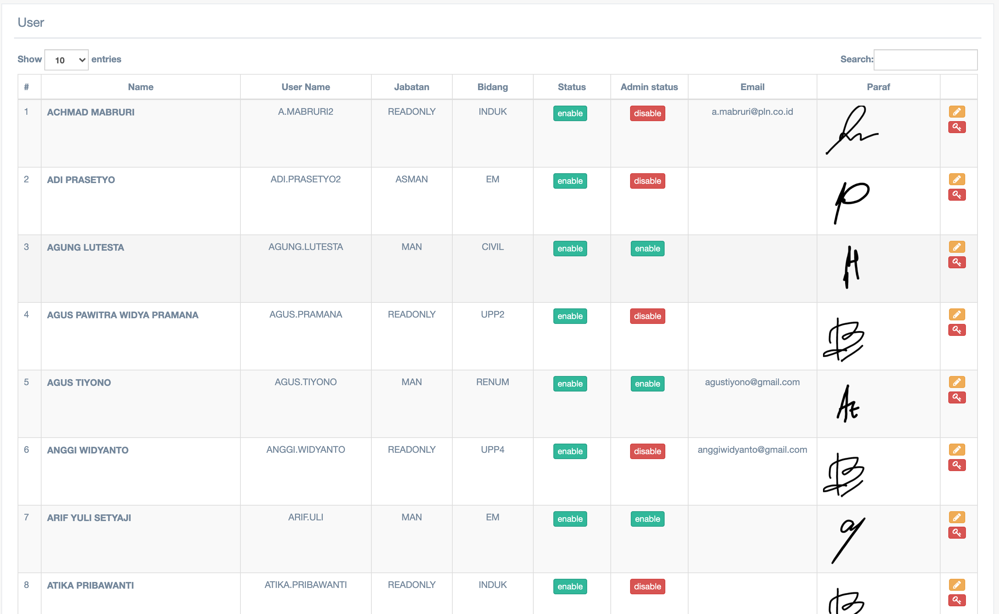 User
Show 10 entries Search:
# Name User Name Jabatan Bidang Status Admin status Email Paraf
1 ACHMAD MABRURI A.MABRURI2 READONLY INDUK enable disable a.mabruri@pln.co.id
2 ADI PRASETYO ADI.PRASETYO2 ASMAN EM enable disable
3 AGUNG LUTESTA AGUNG.LUTESTA MAN CIVIL enable enable
4 AGUS PAWITRA WIDYA PRAMANA AGUS.PRAMANA READONLY UPP2 enable disable
5 AGUS TIYONO AGUS.TIYONO MAN RENUM enable enable agustiyono@gmail.com
6 ANGGI WIDYANTO ANGGI.WIDYANTO READONLY UPP4 enable disable anggiwidyanto@gmail.com
7 ARIF YULI SETYAJI ARIF.ULI MAN EM enable enable
8 ATIKA PRIBAWANTI ATIKA.PRIBAWANTI READONLY INDUK enable disable